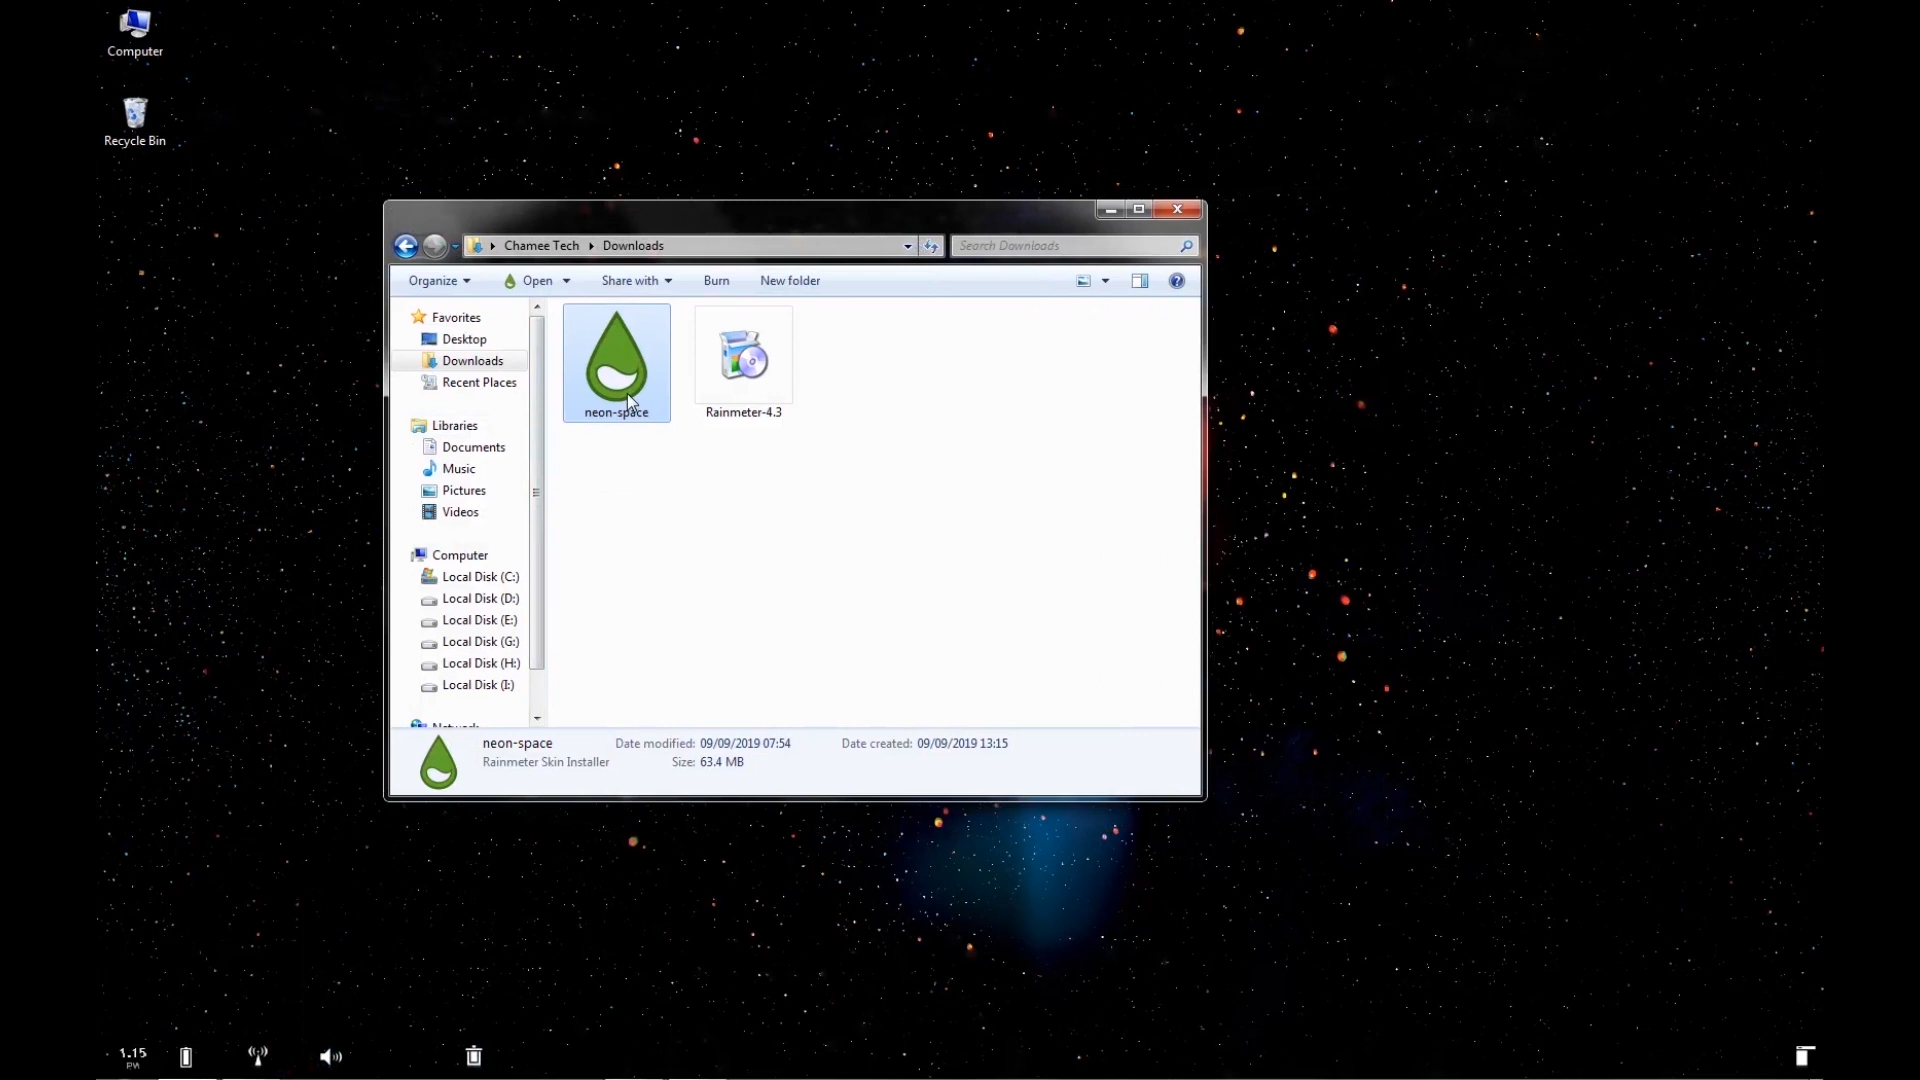 Computer
Recycle Bin
Chamee Tech Downloads
Search Downloads
Organize Open Share with Burn New folder
Favorites
Desktop
Downloads
Recent Places
Libraries
Documents
Music
Pictures
Videos
Computer
Local Disk (C:)
Local Disk (D:)
Local Disk (E:)
Local Disk (G:)
Local Disk (H:)
Local Disk (I:)
Network
neon-space
Rainmeter-4.3
neon-space Date modified: 09/09/2019 07:54 Date created: 09/09/2019 13:15
Rainmeter Skin Installer Size: 63.4 MB
1.15
PM